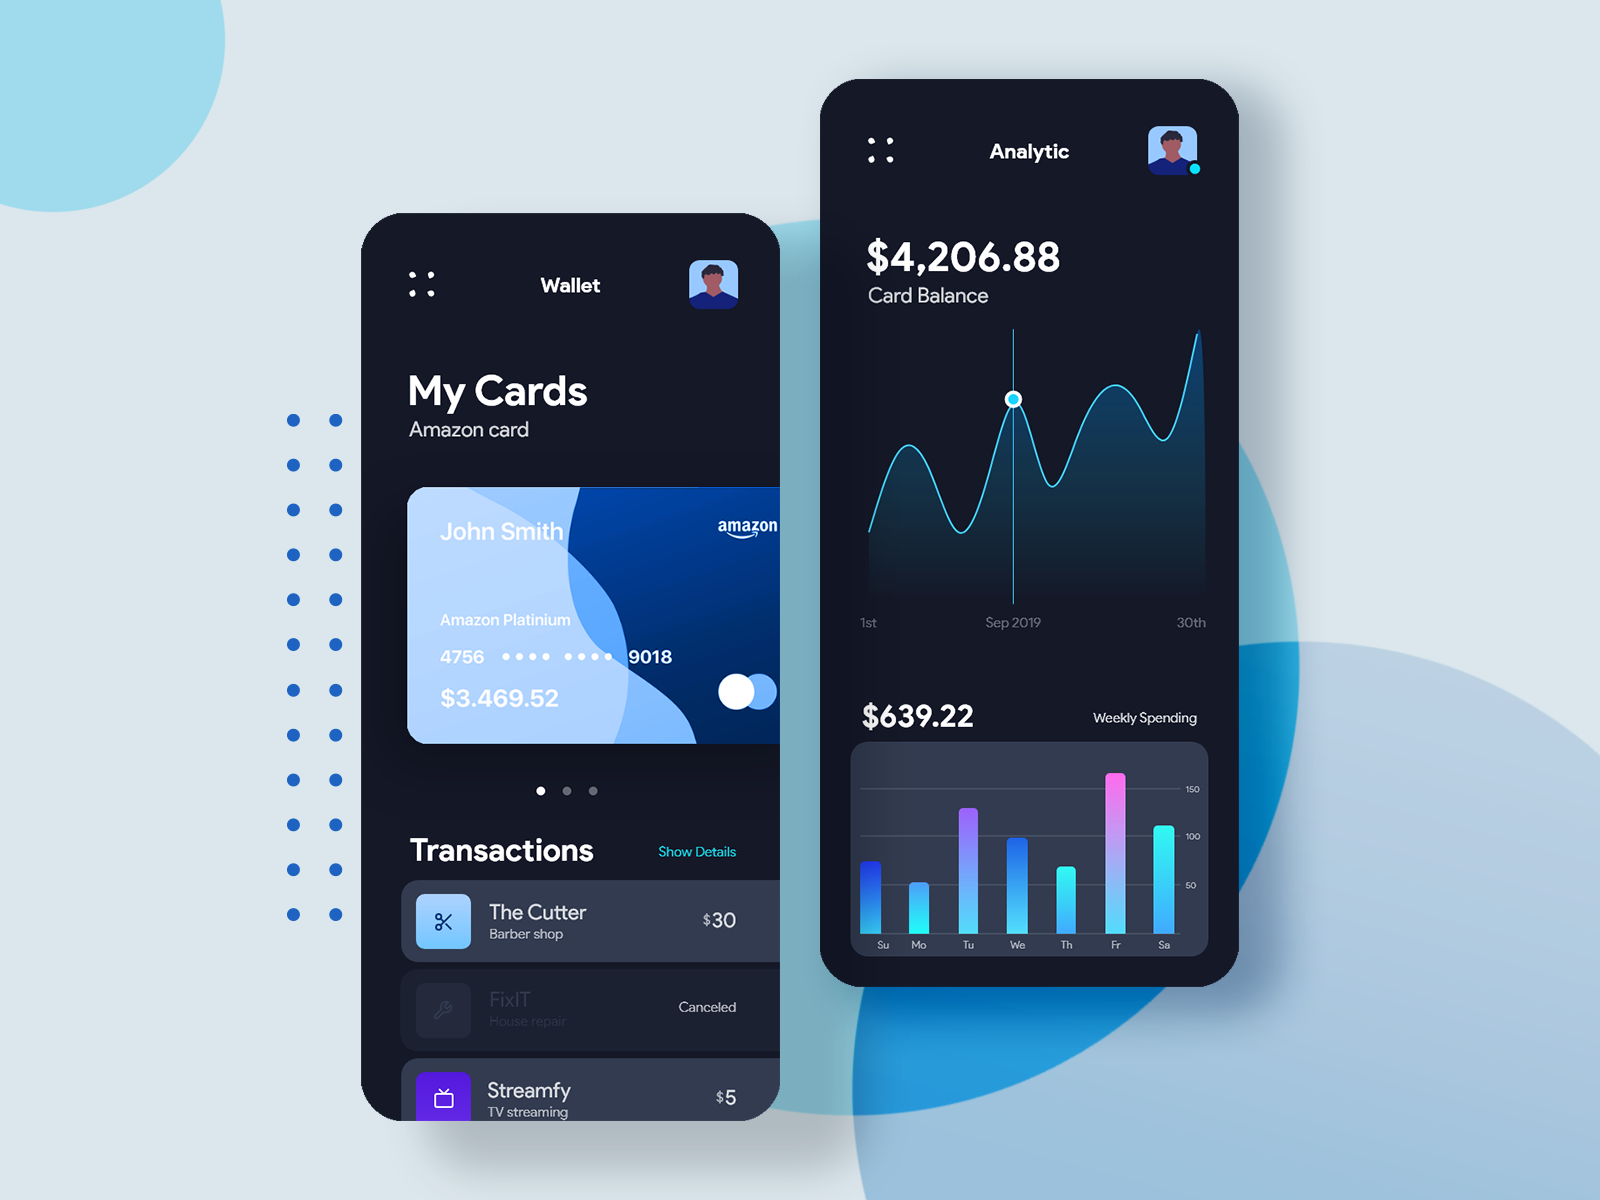 Wallet
My Cards
Amazon card
John Smith
amazon
Amazon Platinium
4756 •••• •••• 9018
$3.469.52
Transactions
Show Details
The Cutter
Barber shop
$30
FixIT
House repair
Canceled
Streamfy
TV streaming
$5
Analytic
$4,206.88
Card Balance
1st
Sep 2019
30th
$639.22
Weekly Spending
150
100
50
Su Mo Tu We Th Fr Sa